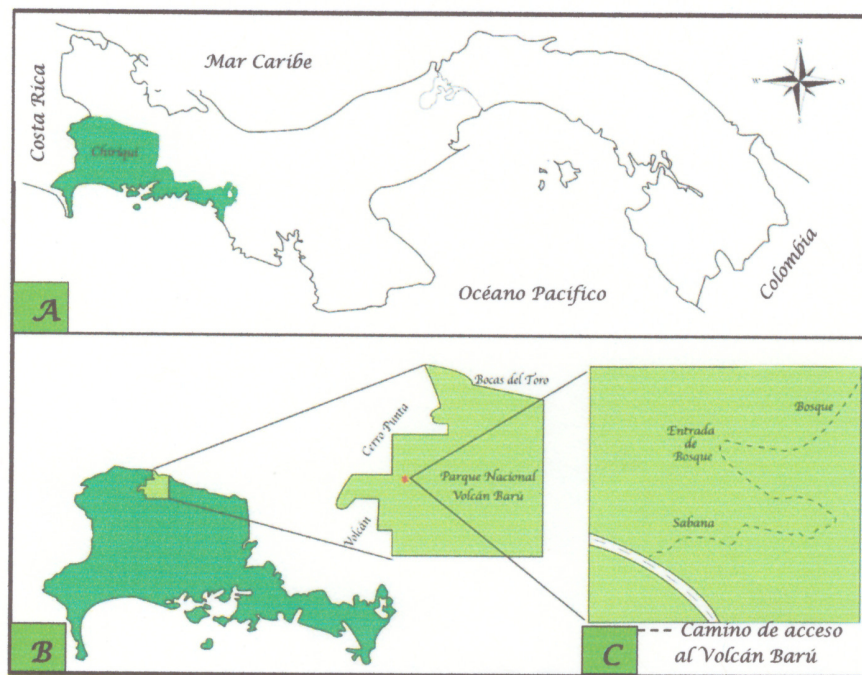 Mar Caribe
N
W
O
S
Costa Rica
Chiriquí
Colombia
Océano Pacífico
A
Bocas del Toro
Cerro Punta
Parque Nacional
Volcán Barú
Volcán
B
Bosque
Entrada
de
Bosque
Sabana
C
--- Camino de acceso
al Volcán Barú